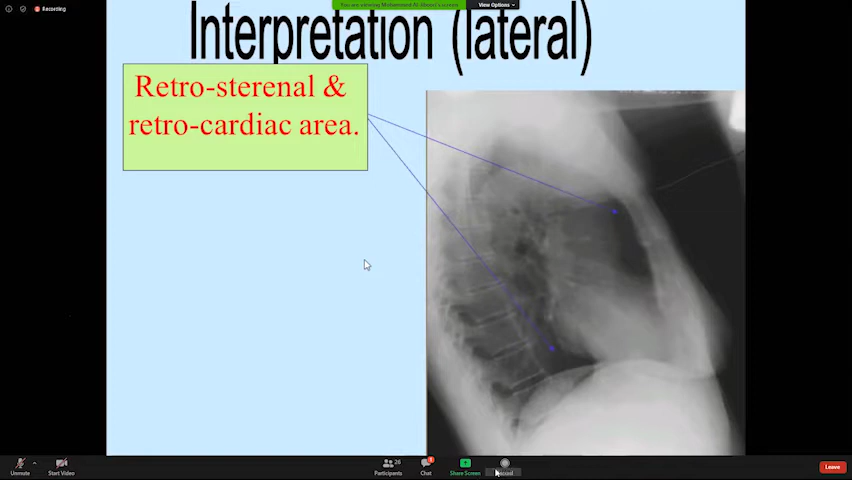 Recording
View Options
Interpretation (lateral)
Retro-sterenal &
retro-cardiac area.
Unmute
Start Video
26
Participants
Chat
Share Screen
Leave